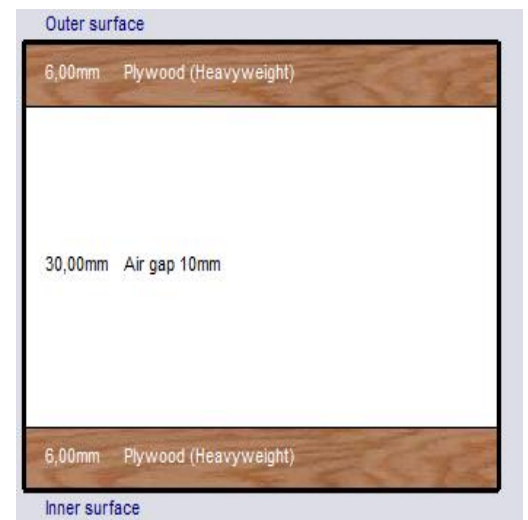 Outer surface
6,00mm Plywood (Heavyweight)
30,00mm Air gap 10mm
6,00mm Plywood (Heavyweight)
Inner surface